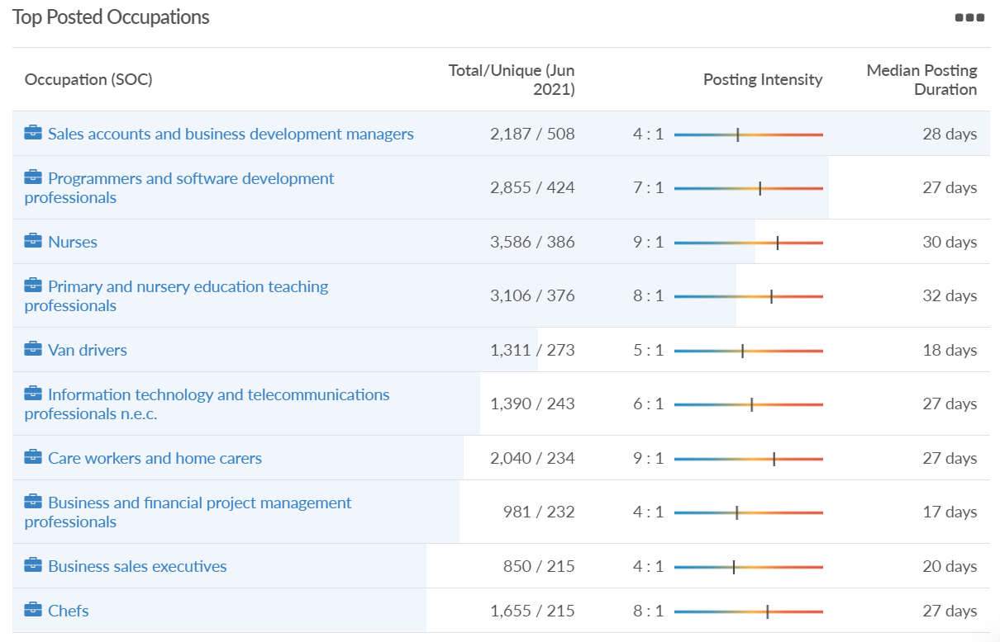 Top Posted Occupations
Occupation (SOC)
Total/Unique (Jun
2021)
Posting Intensity
Median Posting
Duration
Sales accounts and business development managers 2,187 / 508 4 : 1 28 days
Programmers and software development
professionals
2,855 / 424 7 : 1 27 days
Nurses 3,586 / 386 9 : 1 30 days
Primary and nursery education teaching
professionals
3,106 / 376 8 : 1 32 days
Van drivers 1,311 / 273 5 : 1 18 days
Information technology and telecommunications
professionals n.e.c.
1,390 / 243 6 : 1 27 days
Care workers and home carers 2,040 / 234 9 : 1 27 days
Business and financial project management
professionals
981 / 232 4 : 1 17 days
Business sales executives 850 / 215 4 : 1 20 days
Chefs 1,655 / 215 8 : 1 27 days